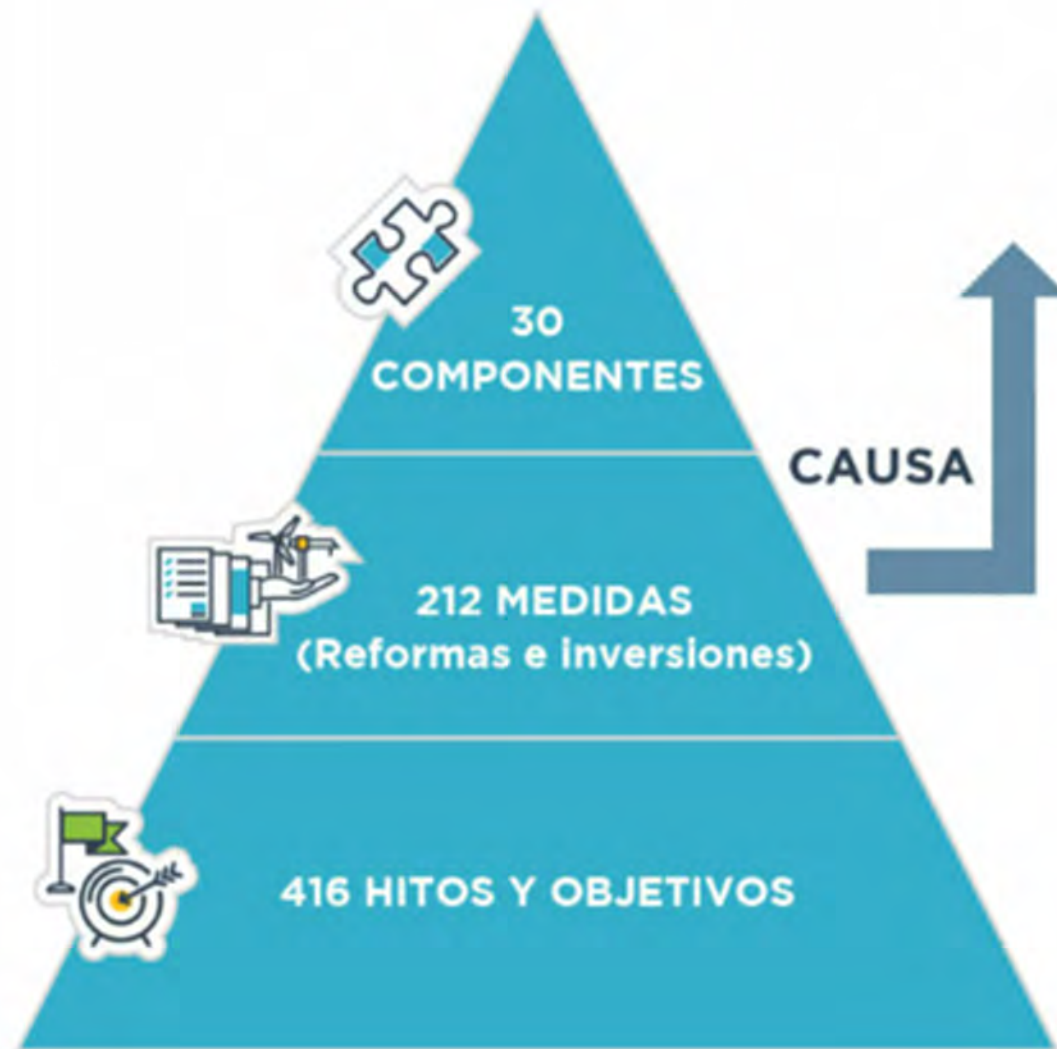 30
COMPONENTES
CAUSA
212 MEDIDAS
(Reformas e inversiones)
416 HITOS Y OBJETIVOS